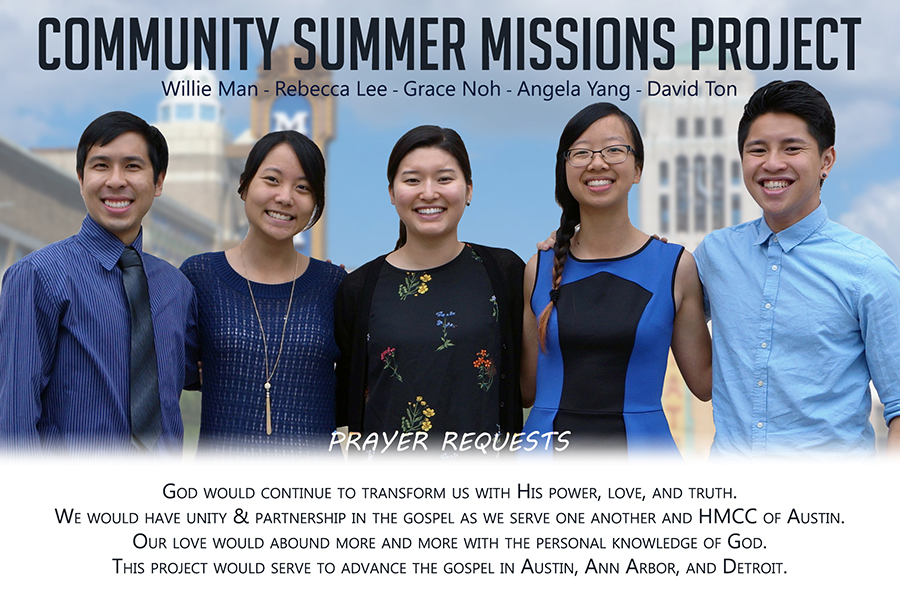 COMMUNITY SUMMER MISSIONS PROJECT
Willie Man - Rebecca Lee - Grace Noh - Angela Yang - David Ton
M
PRAYER REQUESTS
God would continue to transform us with His power, love, and truth.
We would have unity & partnership in the gospel as we serve one another and HMCC of Austin.
Our love would abound more and more with the personal knowledge of God.
This project would serve to advance the gospel in Austin, Ann Arbor, and Detroit.